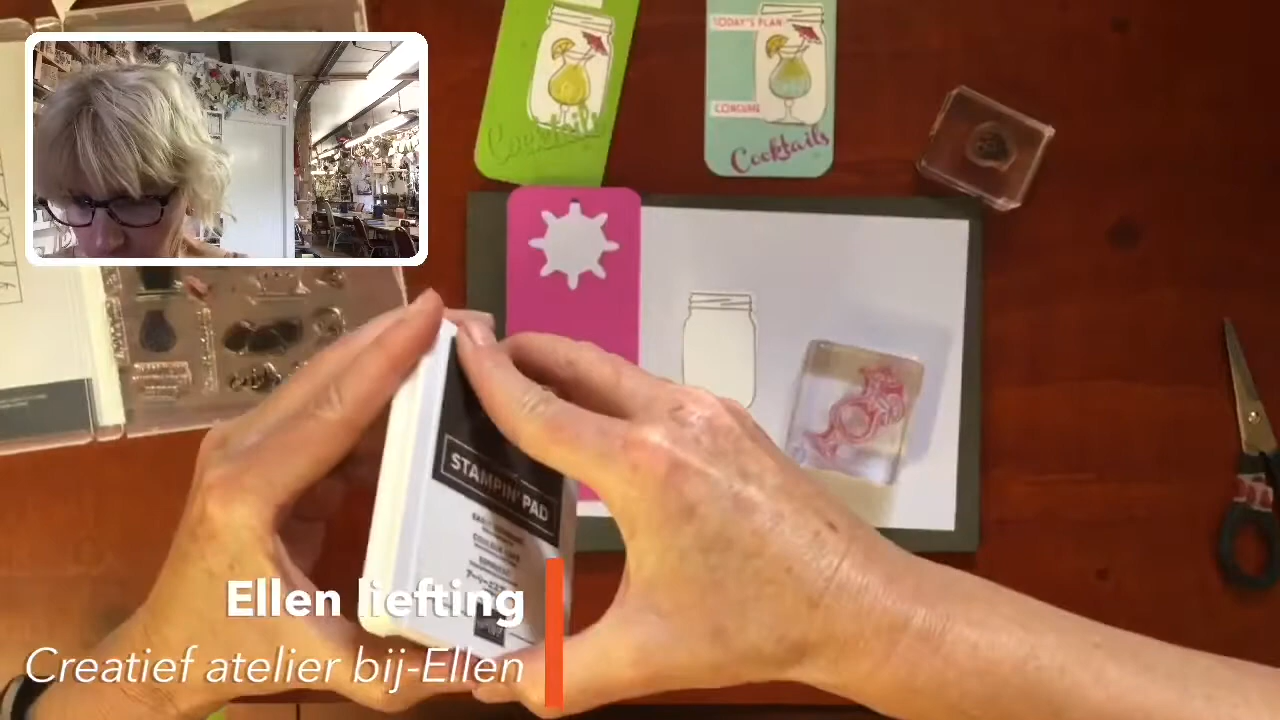 TODAY'S PLAN
CONSUME
Cocktails
Cocktails
STAMPIN' PAD
Ellen liefting
Creatief atelier bij-Ellen